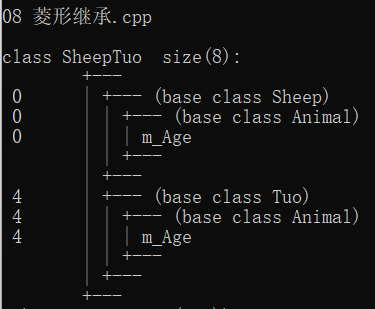 08 菱形继承.cpp
class SheepTuo  size(8):
        +---
 0      | +--- (base class Sheep)
 0      | | +--- (base class Animal)
 0      | | | m_Age
        | | +---
        | +---
 4      | +--- (base class Tuo)
 4      | | +--- (base class Animal)
 4      | | | m_Age
        | | +---
        | +---
        +---